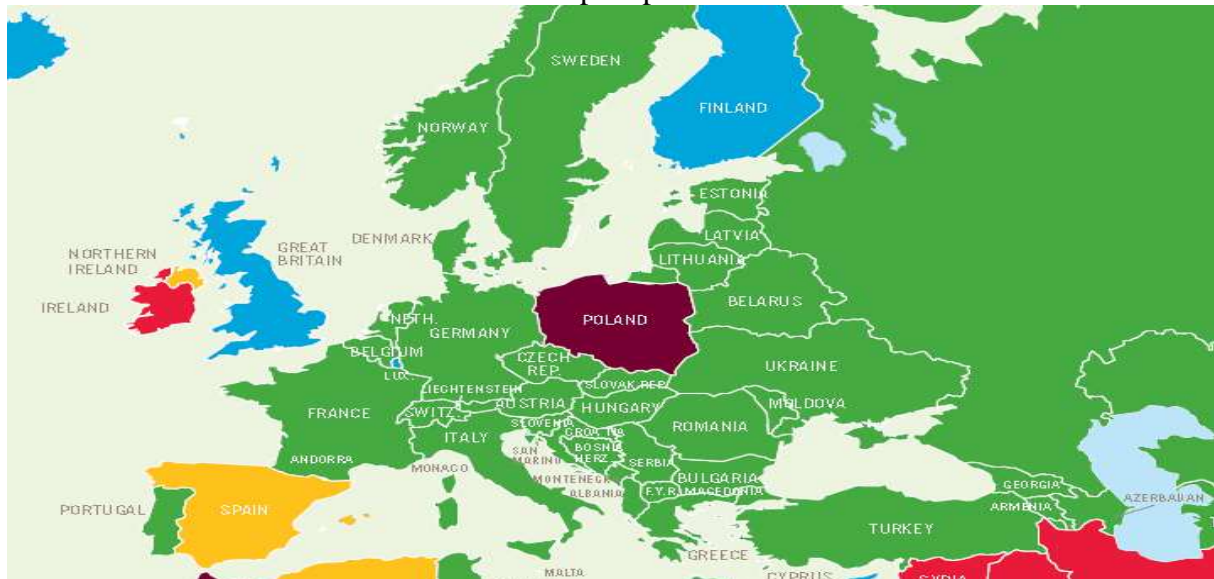 SWEDEN
FINLAND
NORWAY
ESTONIA
DENMARK
LATVIA
NORTHERN
IRELAND
GREAT
BRITAIN
LITHUANIA
IRELAND
BELARUS
POLAND
NETH.
GERMANY
BELGIUM
CZECH
REP.
UKRAINE
LUX.
LIECHTENSTEIN
SLOVAK REP.
AUSTRIA
HUNGARY
MOLDOVA
FRANCE
SWITZ.
SLOVENIA
ITALY
CROATIA
ROMANIA
SAN
MARINO
BOSNIA
HERZ.
ANDORRA
MONACO
SERBIA
MONTENEGR
BULGARIA
ALBANIA
F.Y.R. MACEDONIA
GEORGIA
PORTUGAL
SPAIN
ARMENIA
AZERBAIJAN
TURKEY
GREECE
MALTA
CYPRUS
SYRIA